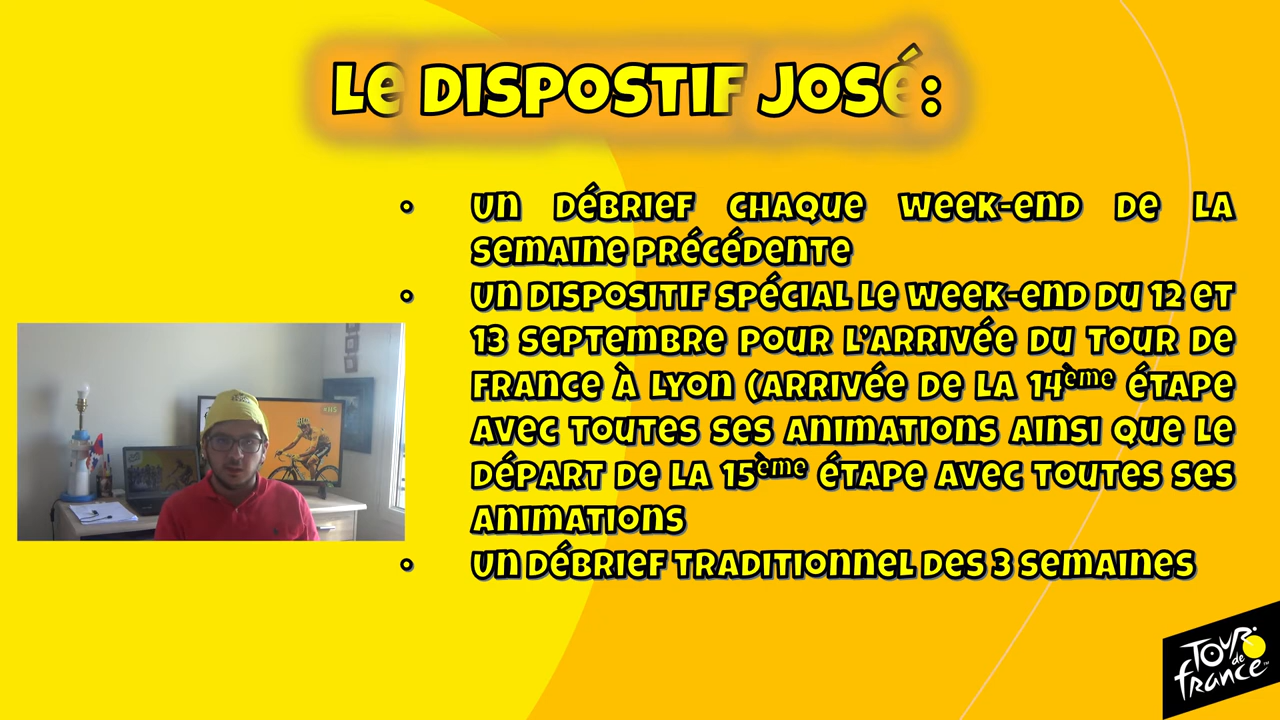 Le DISPOSTIF José:
• Un débrief chaque week-end de la
semaine précédente
• Un dispositif spécial le week-end du 12 et
13 septembre pour l'arrivée du Tour de
France à Lyon (arrivée de la 14ème étape
avec toutes ses animations ainsi que le
départ de la 15ème étape avec toutes ses
animations
• Un débrief traditionnel des 3 semaines
TOUR
de
france